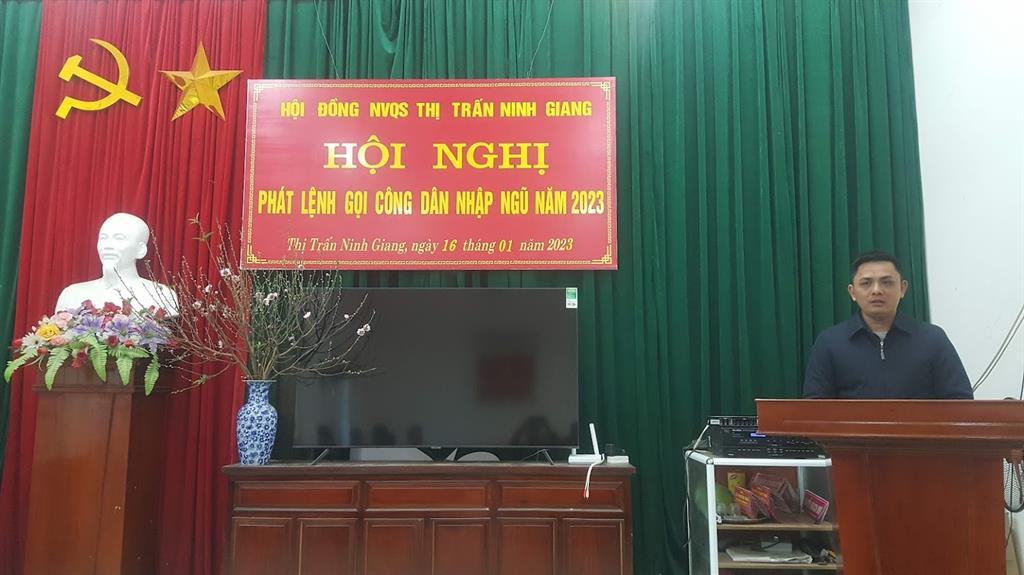 HỘI ĐỒNG NVQS THỊ TRẤN NINH GIANG
HỘI NGHỊ
PHÁT LỆNH GỌI CÔNG DÂN NHẬP NGŨ NĂM 2023
Thị Trấn Ninh Giang, ngày 16 tháng 01 năm 2023